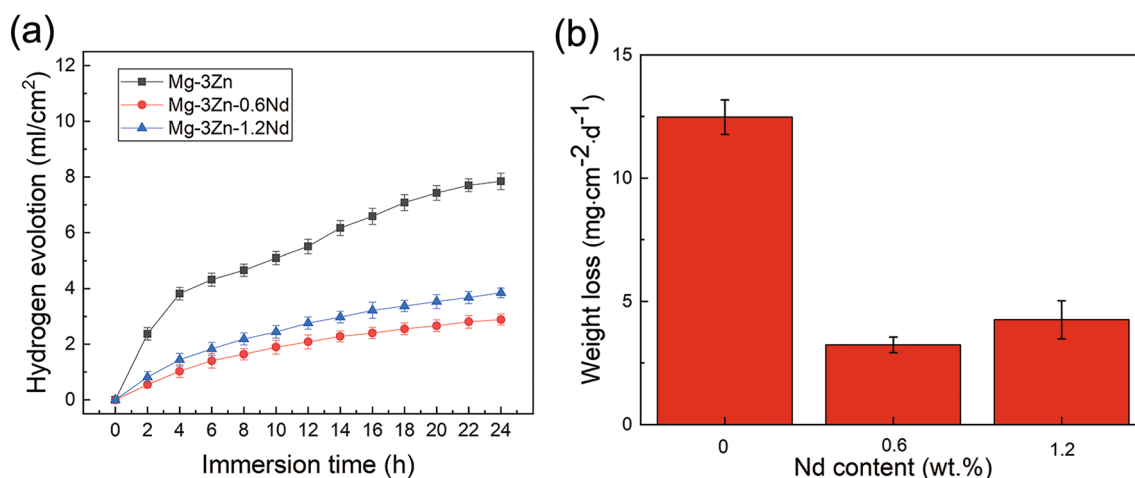 (a)
Hydrogen evolotion (ml/cm²)
12
10
8
6
4
2
0
Mg-3Zn
Mg-3Zn-0.6Nd
Mg-3Zn-1.2Nd
0 2 4 6 8 10 12 14 16 18 20 22 24
Immersion time (h)
(b)
Weight loss (mg·cm⁻²·d⁻¹)
15
10
5
0
0 0.6 1.2
Nd content (wt.%)